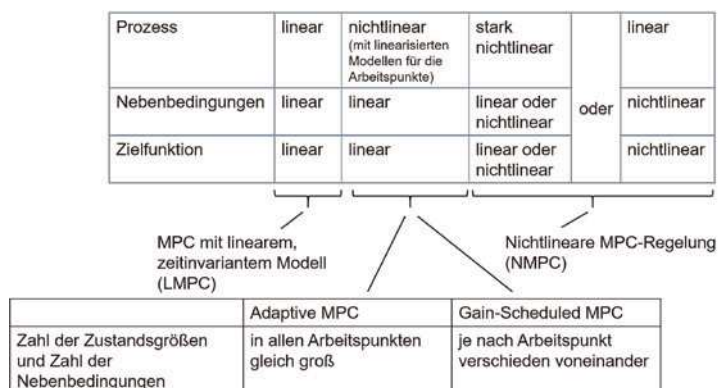 Prozess linear nichtlinear stark linear
(mit linearisierten nichtlinear
Modellen für die
Arbeitspunkte)
Nebenbedingungen linear linear linear oder oder nichtlinear
nichtlinear
Zielfunktion linear linear linear oder nichtlinear
nichtlinear
MPC mit linearem, Nichtlineare MPC-Regelung
zeitinvariantem Modell (NMPC)
(LMPC)
Adaptive MPC Gain-Scheduled MPC
Zahl der Zustandsgrößen in allen Arbeitspunkten je nach Arbeitspunkt
und Zahl der gleich groß verschieden voneinander
Nebenbedingungen